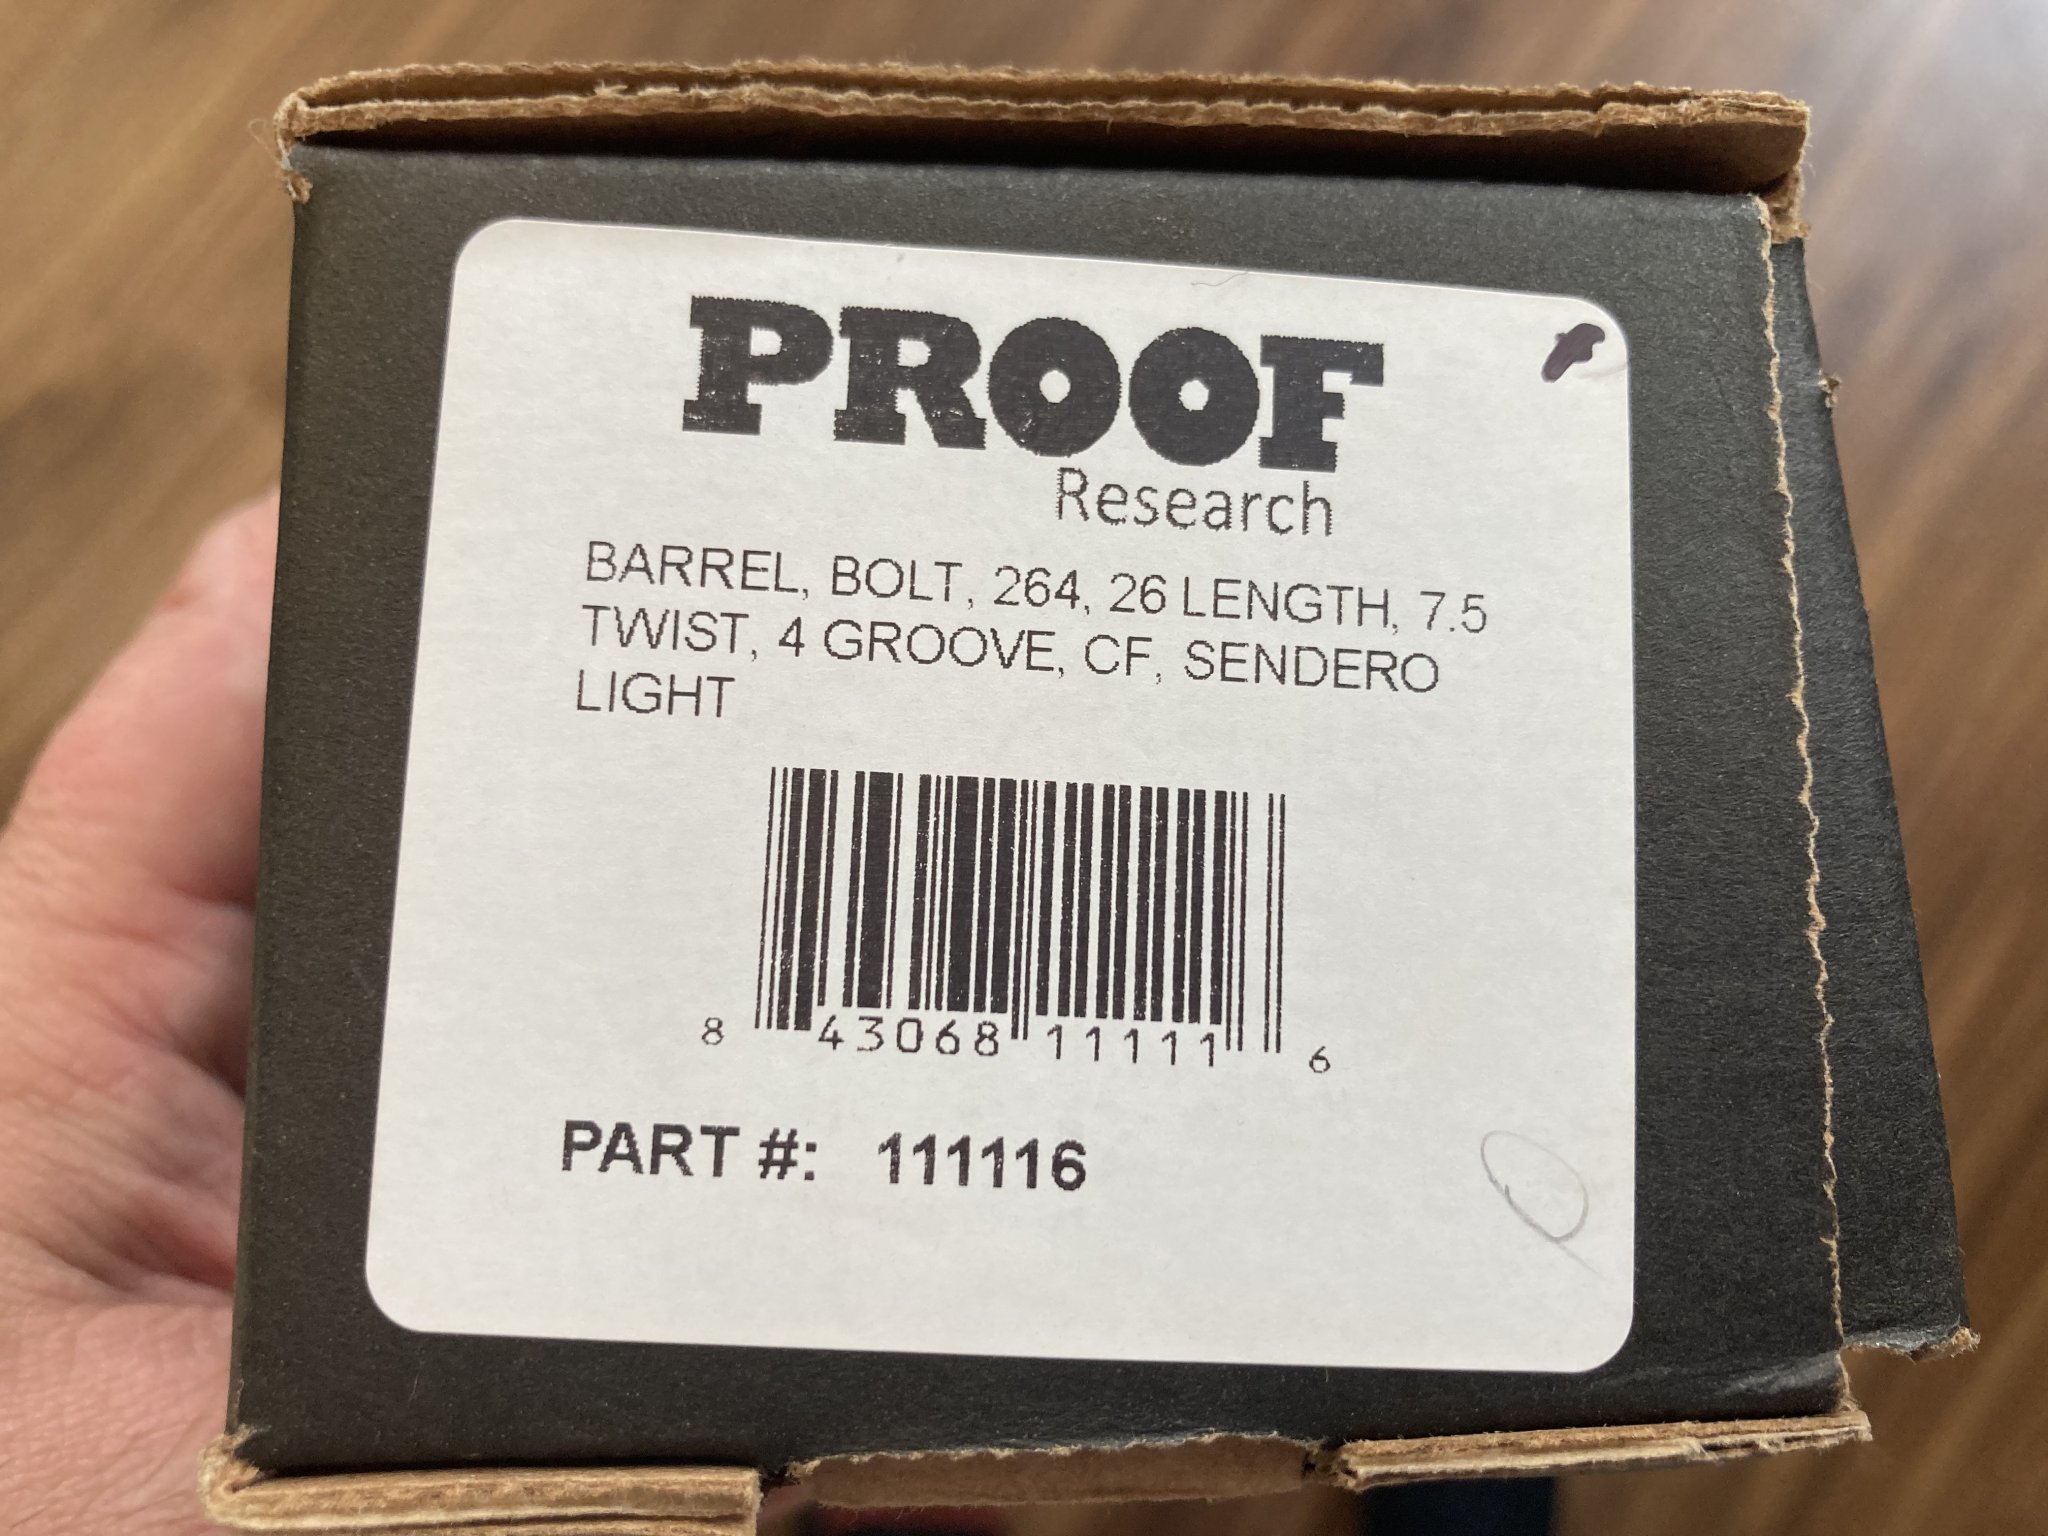 PROOF
Research
BARREL, BOLT, 264, 26 LENGTH, 7.5
TWIST, 4 GROOVE, CF, SENDERO
LIGHT
8 43068 11111 6
PART #: 111116